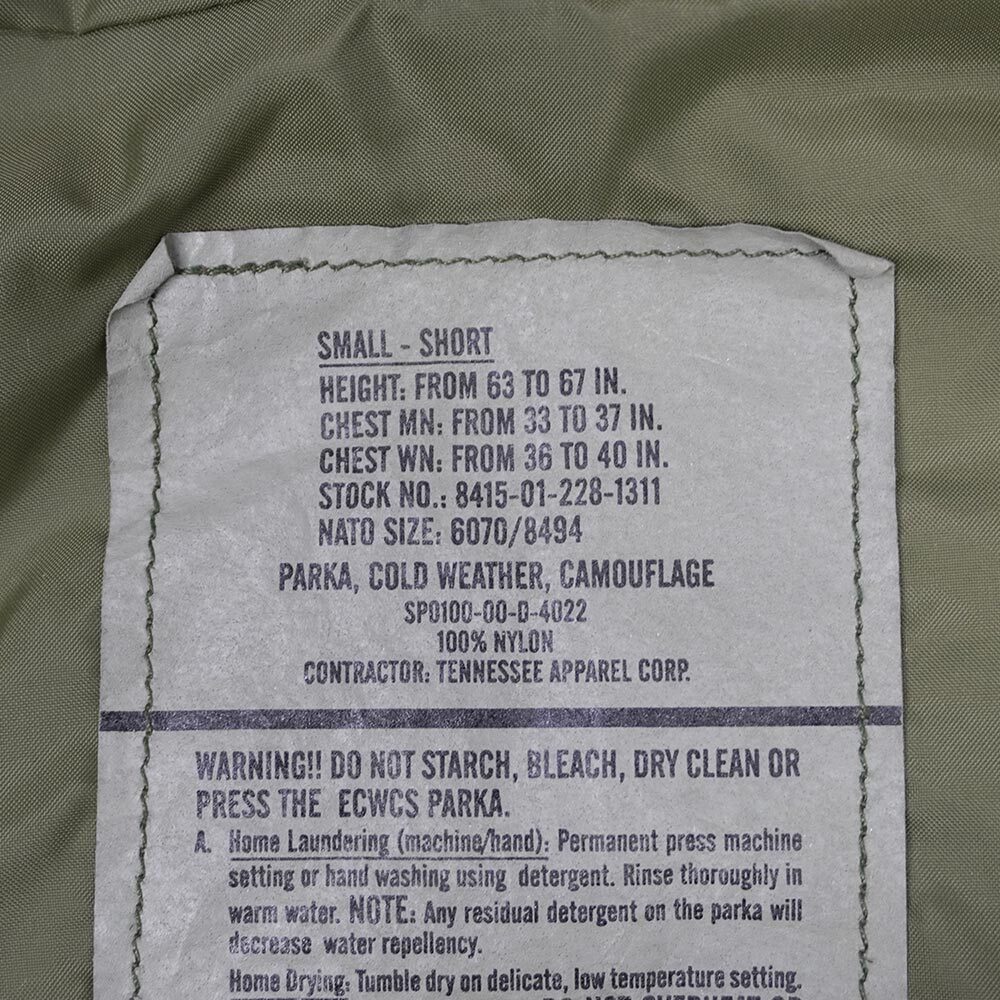 SMALL - SHORT
HEIGHT: FROM 63 TO 67 IN.
CHEST MN: FROM 33 TO 37 IN.
CHEST WN: FROM 36 TO 40 IN.
STOCK NO.: 8415-01-228-1311
NATO SIZE: 6070/8494
PARKA, COLD WEATHER, CAMOUFLAGE
SP0100-00-D-4022
100% NYLON
CONTRACTOR: TENNESSEE APPAREL CORP.
WARNING!! DO NOT STARCH, BLEACH, DRY CLEAN OR
PRESS THE ECWCS PARKA.
A. Home Laundering (machine/hand): Permanent press machine
setting or hand washing using detergent. Rinse thoroughly in
warm water. NOTE: Any residual detergent on the parka will
decrease water repellency.
Home Drying: Tumble dry on delicate, low temperature setting.